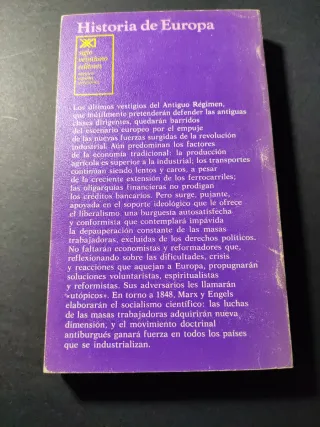 Historia de Europa
siglo
veintiuno
editores
Los últimos vestigios del Antiguo Régimen,
que inútilmente pretenderán defender las antiguas
clases dirigentes, quedarán barridos
del escenario europeo por el empuje
de las nuevas fuerzas surgidas de la revolución
industrial. Aún predominan los factores
de la economía tradicional: la producción
agrícola es superior a la industrial; los transportes
continúan siendo lentos y caros, a pesar
de la creciente extensión de los ferrocarriles;
las oligarquías financieras no prodigan
los créditos bancarios. Pero surge, pujante,
apoyada en el soporte ideológico que le ofrece
el liberalismo, una burguesía autosatisfecha
y conformista que contemplará impávida
la depauperación constante de las masas
trabajadoras, excluidas de los derechos políticos.
No faltarán economistas y reformadores que,
reflexionando sobre las dificultades, crisis
y reacciones que aquejan a Europa, propugnarán
soluciones voluntaristas, espiritualistas
y reformistas. Sus adversarios les llamarán
«utópicos». En torno a 1848, Marx y Engels
elaborarán el socialismo científico: las luchas
de las masas trabajadoras adquirirán nueva
dimensión, y el movimiento doctrinal
antiburgués ganará fuerza en todos los países
que se industrializan.